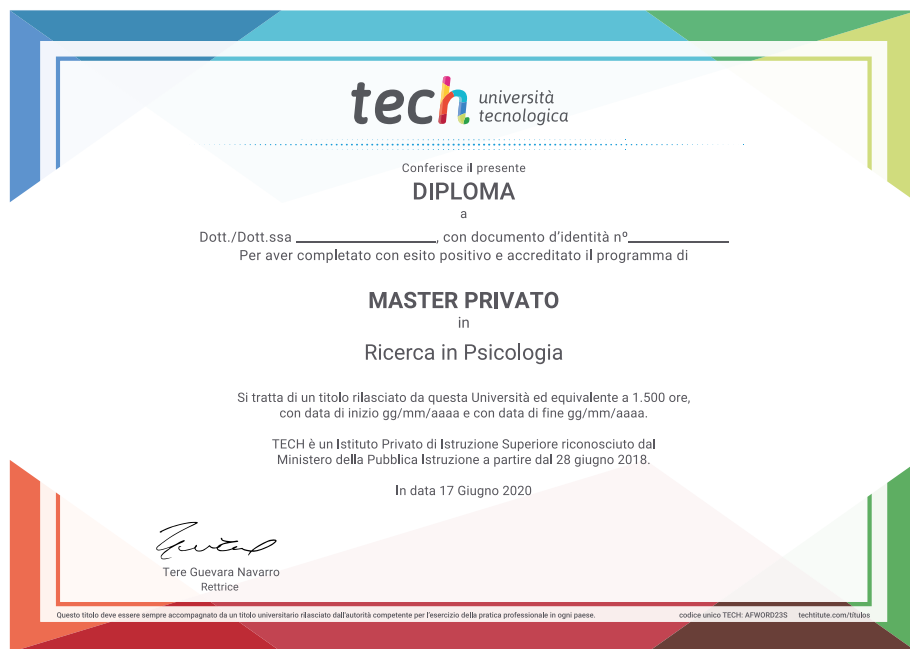 tech università
tecnologica
Conferisce il presente
DIPLOMA
a
Dott./Dott.ssa ________________, con documento d'identità nº____________
Per aver completato con esito positivo e accreditato il programma di
MASTER PRIVATO
in
Ricerca in Psicologia
Si tratta di un titolo rilasciato da questa Università ed equivalente a 1.500 ore,
con data di inizio gg/mm/aaaa e con data di fine gg/mm/aaaa.
TECH è un Istituto Privato di Istruzione Superiore riconosciuto dal
Ministero della Pubblica Istruzione a partire dal 28 giugno 2018.
In data 17 Giugno 2020
Tere Guevara Navarro
Rettrice
Questo titolo deve essere sempre accompagnato da un titolo universitario rilasciato dall'autorità competente per l'esercizio della pratica professionale in ogni paese. codice unico TECH: AFWORD23S techtitute.com/títulos